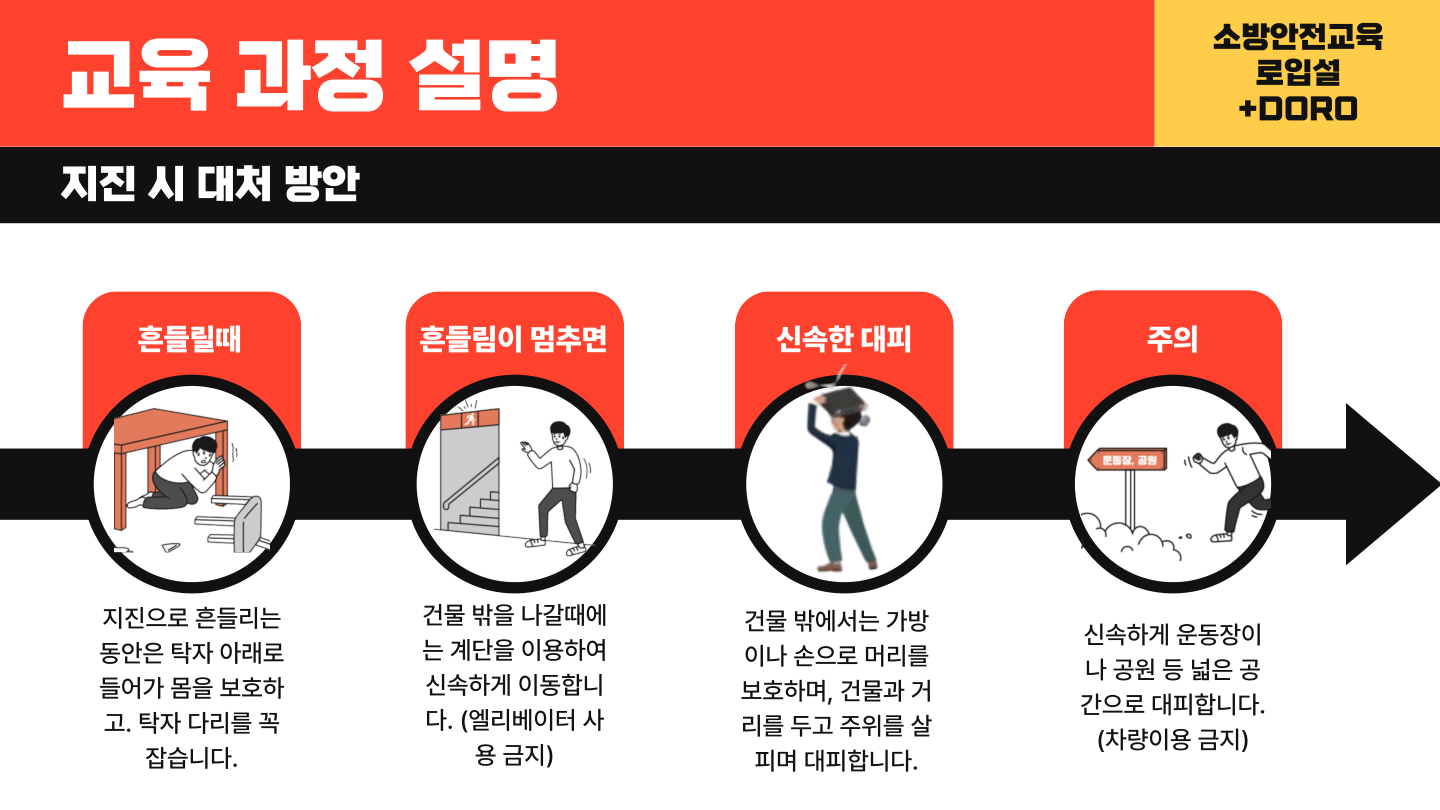 교육 과정 설명
소방안전교육
로입설
+DORO
지진 시 대처 방안
흔들릴때
지진으로 흔들리는
동안은 탁자 아래로
들어가 몸을 보호하
고. 탁자 다리를 꼭
잡습니다.
흔들림이 멈추면
건물 밖을 나갈때에
는 계단을 이용하여
신속하게 이동합니
다. (엘리베이터 사
용 금지)
신속한 대피
건물 밖에서는 가방
이나 손으로 머리를
보호하며, 건물과 거
리를 두고 주위를 살
피며 대피합니다.
주의
운동장, 공원
신속하게 운동장이
나 공원 등 넓은 공
간으로 대피합니다.
(차량이용 금지)